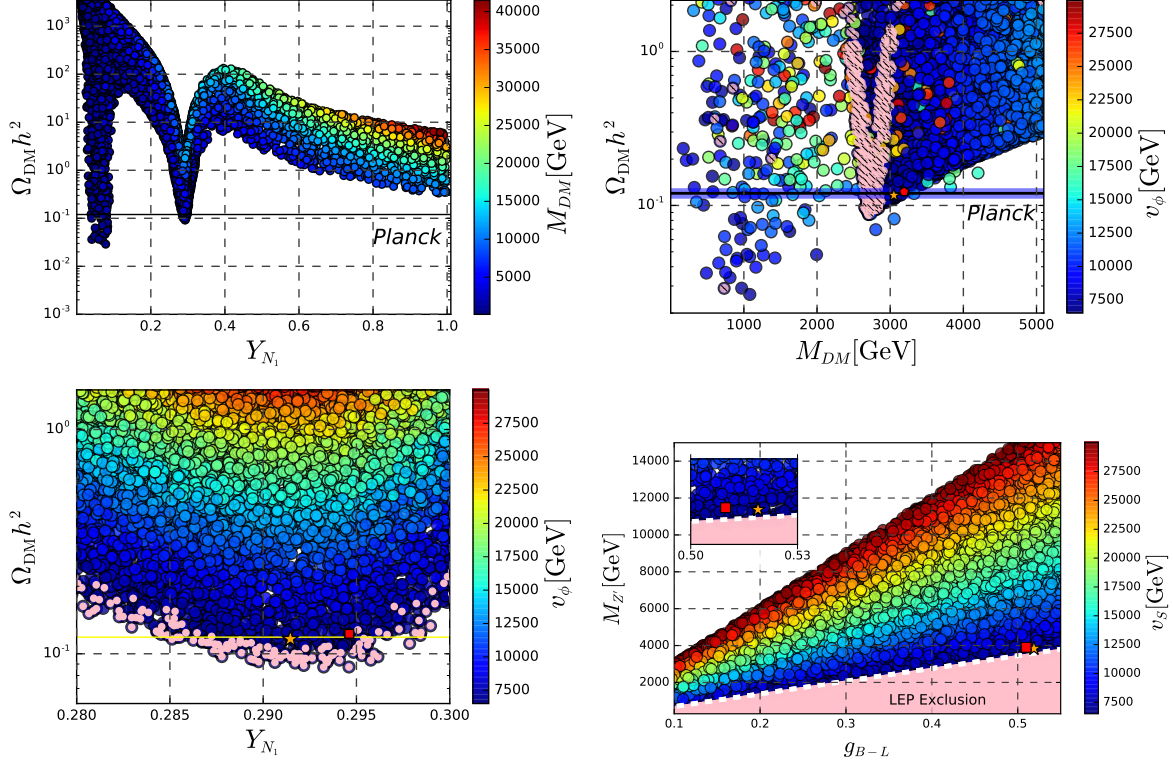 10³
10²
10¹
10⁰
10⁻¹
10⁻²
10⁻³
Ω_DM h²
Planck
0.2 0.4 0.6 0.8 1.0
Y_N₁
40000
35000
30000
25000
20000
15000
10000
5000
M_DM[GeV]
10⁰
10⁻¹
Ω_DM h²
Planck
1000 2000 3000 4000 5000
M_DM[GeV]
27500
25000
22500
20000
17500
15000
12500
10000
7500
v_ϕ[GeV]
10⁰
10⁻¹
Ω_DM h²
0.280 0.285 0.290 0.295 0.300
Y_N₁
27500
25000
22500
20000
17500
15000
12500
10000
7500
v_ϕ[GeV]
14000
12000
10000
8000
6000
4000
2000
M_Z′[GeV]
0.50 0.53
LEP Exclusion
0.1 0.2 0.3 0.4 0.5
g_B−L
27500
25000
22500
20000
17500
15000
12500
10000
7500
v_S[GeV]